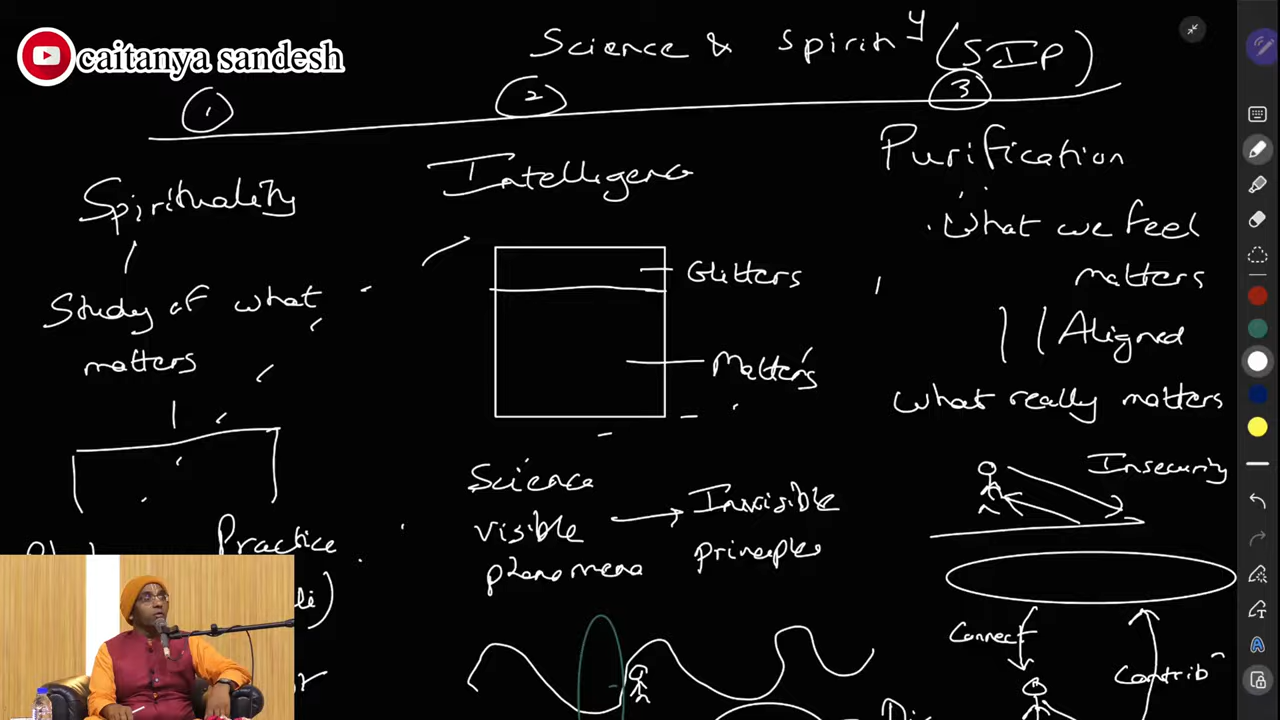 caitanya sandesh
Science & Spirity (SIP)
1
2
3
Spirituality
Study of what
matters
Practice
Intelligence
Glitters
Matters
Science
visible
phenomena
Invisible
principles
Purification
What we feel
matters
Aligned
what really matters
Insecurity
Connect
Contribn